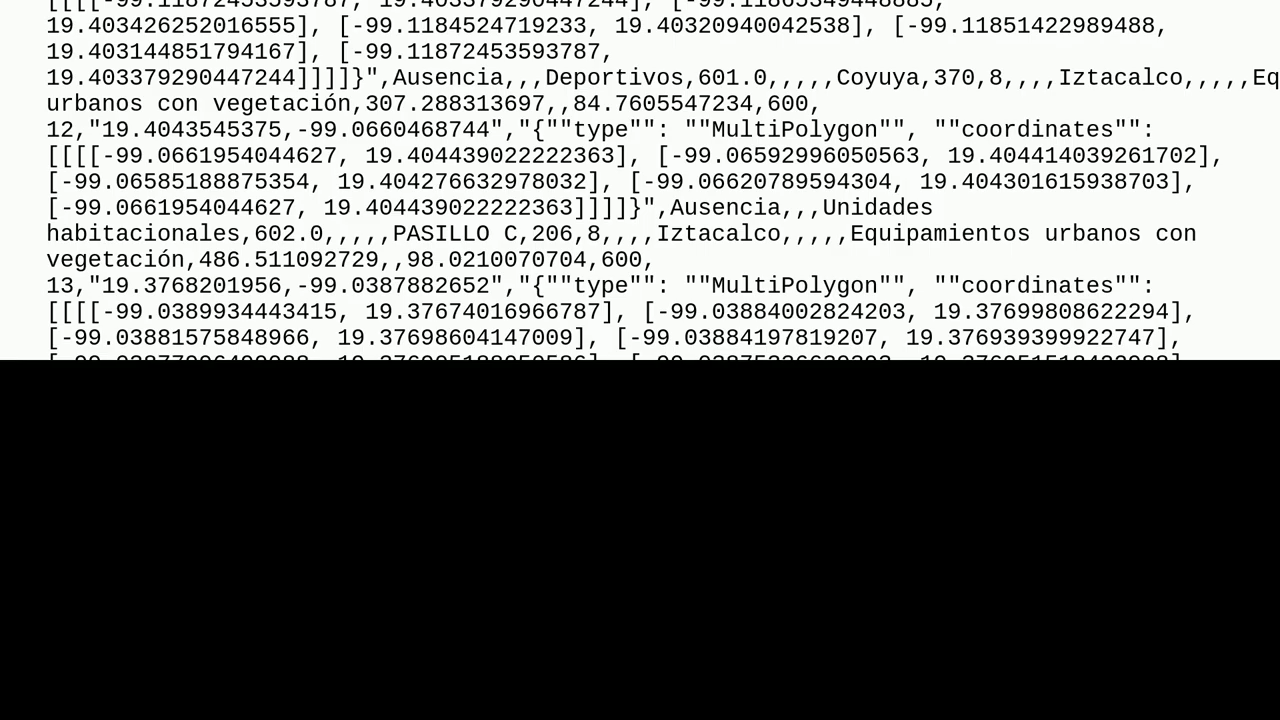 19.403426252016555], [-99.1184524719233, 19.40320940042538], [-99.11851422989488,
19.403144851794167], [-99.11872453593787,
19.403379290447244]]]]}",Ausencia,,,Deportivos,601.0,,,,,Coyuya,370,8,,,,Iztacalco,,,,,Eq
urbanos con vegetación,307.288313697,,84.7605547234,600,
12,"19.4043545375,-99.0660468744","{""type"": ""MultiPolygon"", ""coordinates"":
[[[[-99.0661954044627, 19.404439022222363], [-99.06592996050563, 19.404414039261702],
[-99.06585188875354, 19.404276632978032], [-99.06620789594304, 19.404301615938703],
[-99.0661954044627, 19.404439022222363]]]]}",Ausencia,,,Unidades
habitacionales,602.0,,,,,PASILLO C,206,8,,,,Iztacalco,,,,,Equipamientos urbanos con
vegetación,486.511092729,,98.0210070704,600,
13,"19.3768201956,-99.0387882652","{""type"": ""MultiPolygon"", ""coordinates"":
[[[[-99.0389934443415, 19.37674016966787], [-99.03884002824203, 19.37699808622294],
[-99.03881575848966, 19.37698604147009], [-99.03884197819207, 19.376939399922747],